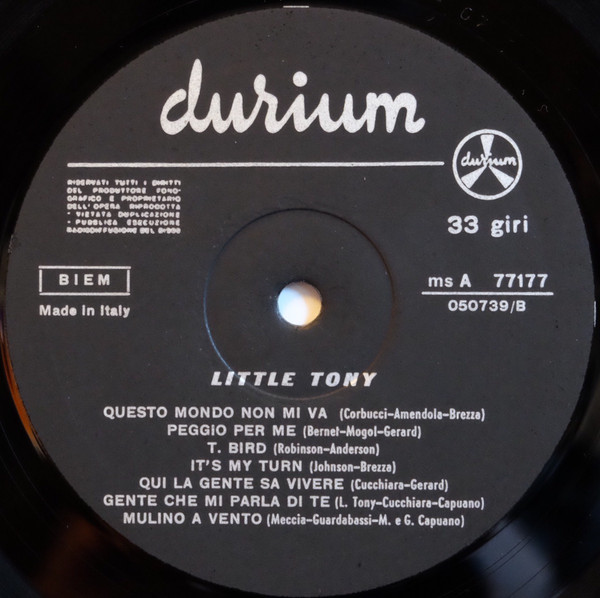 durium
durium
RISERVATI TUTTI I DIRITTI
DEL PRODUTTORE FONO-
GRAFICO E PROPRIETARIO
DELL'OPERA RIPRODOTTA
- VIETATA DUPLICAZIONE
- PUBBLICA ESECUZIONE
RADIODIFFUSIONE DEL DISCO
33 giri
BIEM
Made in Italy
ms A 77177
050739/B
LITTLE TONY
QUESTO MONDO NON MI VA (Corbucci-Amendola-Brezza)
PEGGIO PER ME (Bernet-Mogol-Gerard)
T. BIRD (Robinson-Anderson)
IT'S MY TURN (Johnson-Brezza)
QUI LA GENTE SA VIVERE (Cucchiara-Gerard)
GENTE CHE MI PARLA DI TE (L. Tony-Cucchiara-Capuano)
MULINO A VENTO (Meccia-Guardabassi-M. e G. Capuano)